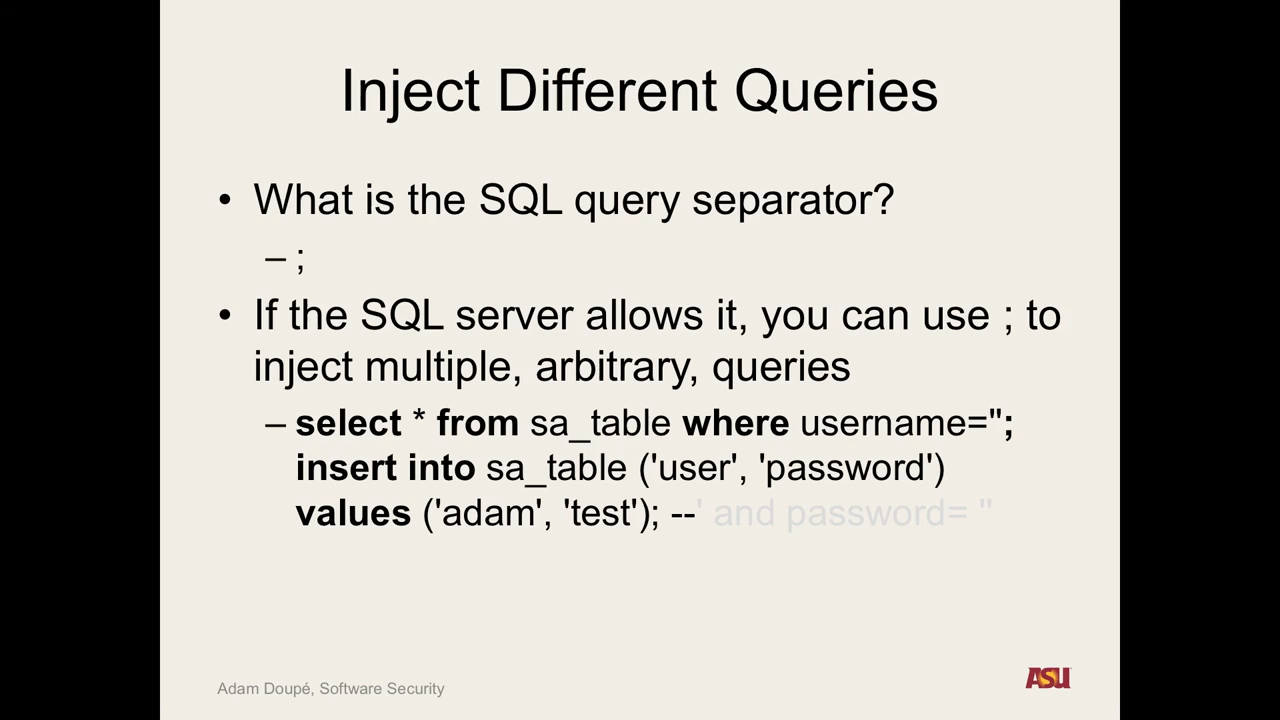 Inject Different Queries
• What is the SQL query separator?
– ;
• If the SQL server allows it, you can use ; to
inject multiple, arbitrary, queries
– select * from sa_table where username='';
insert into sa_table ('user', 'password')
values ('adam', 'test'); --' and password= ''
Adam Doupé, Software Security
ASU